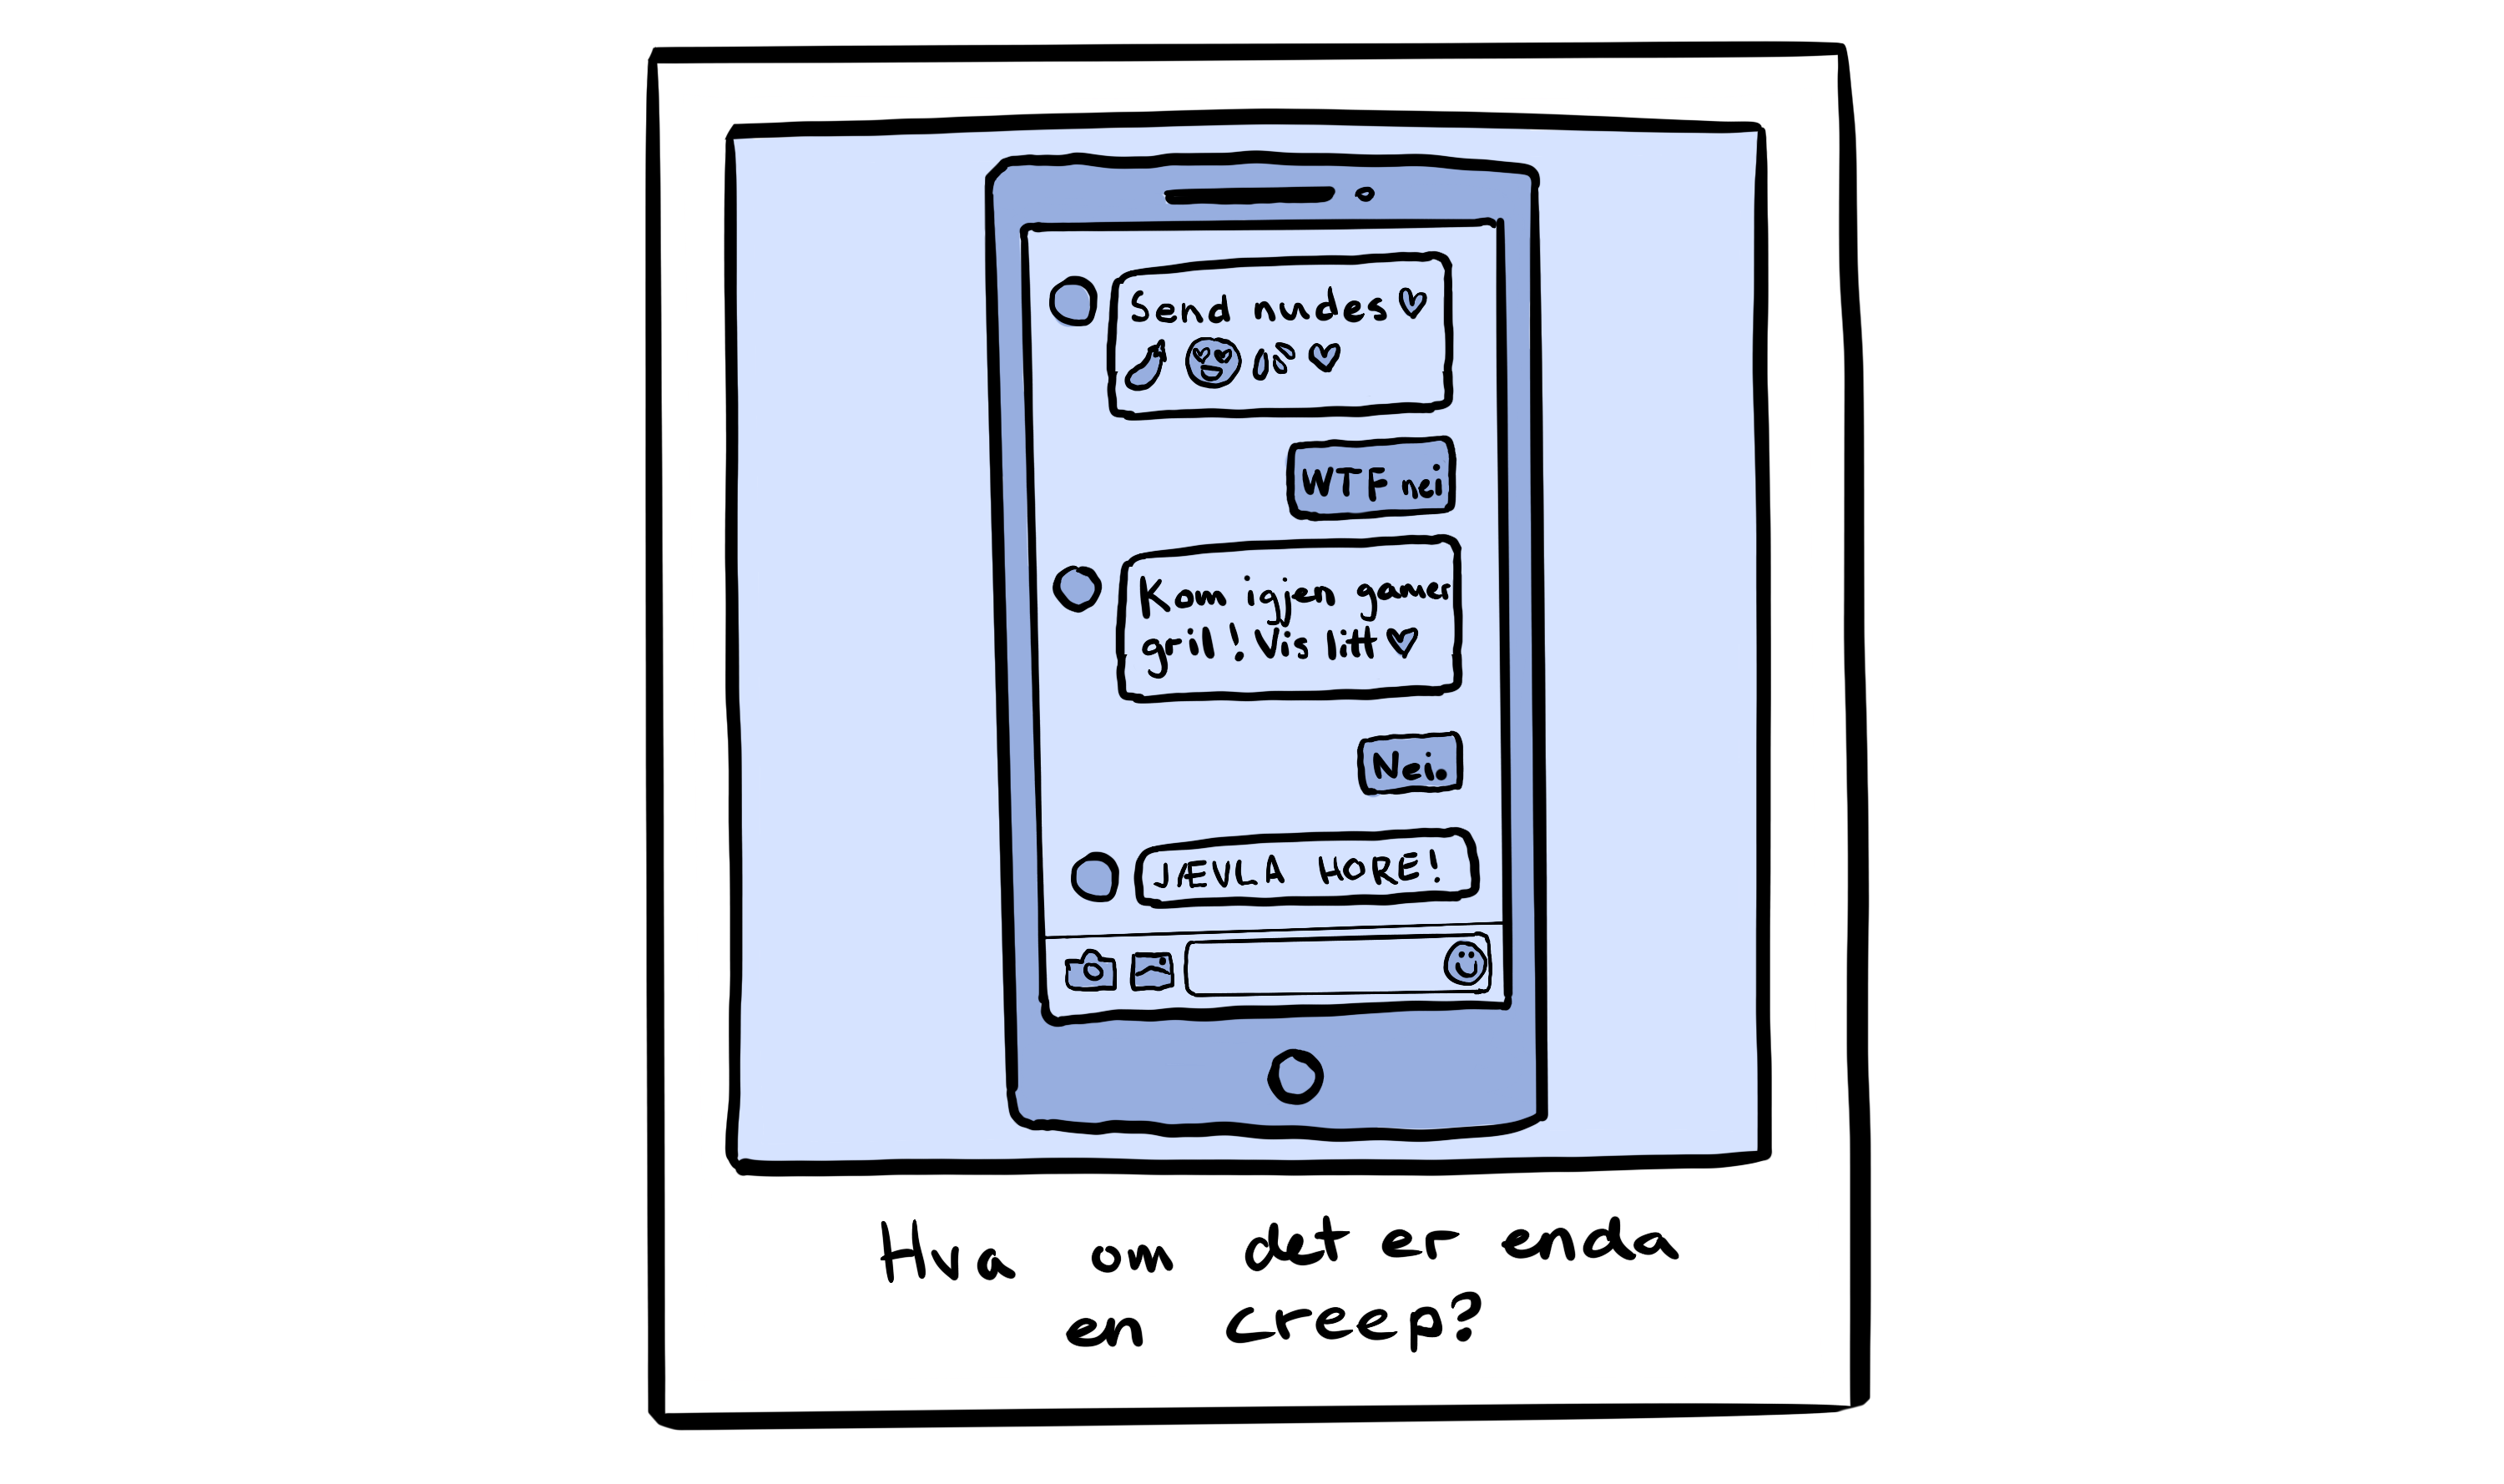 Send nudes
WTF nei
Kom igjen gamer
gril! Vis litt
Nei.
JÆVLA HORE!
Hva om det er enda
en creep?